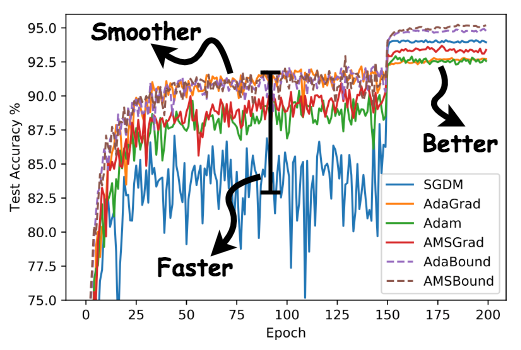 95.0
92.5
90.0
87.5
85.0
82.5
80.0
77.5
75.0
Test Accuracy %
Smoother
Better
Faster
SGDM
AdaGrad
Adam
AMSGrad
AdaBound
AMSBound
0 25 50 75 100 125 150 175 200
Epoch